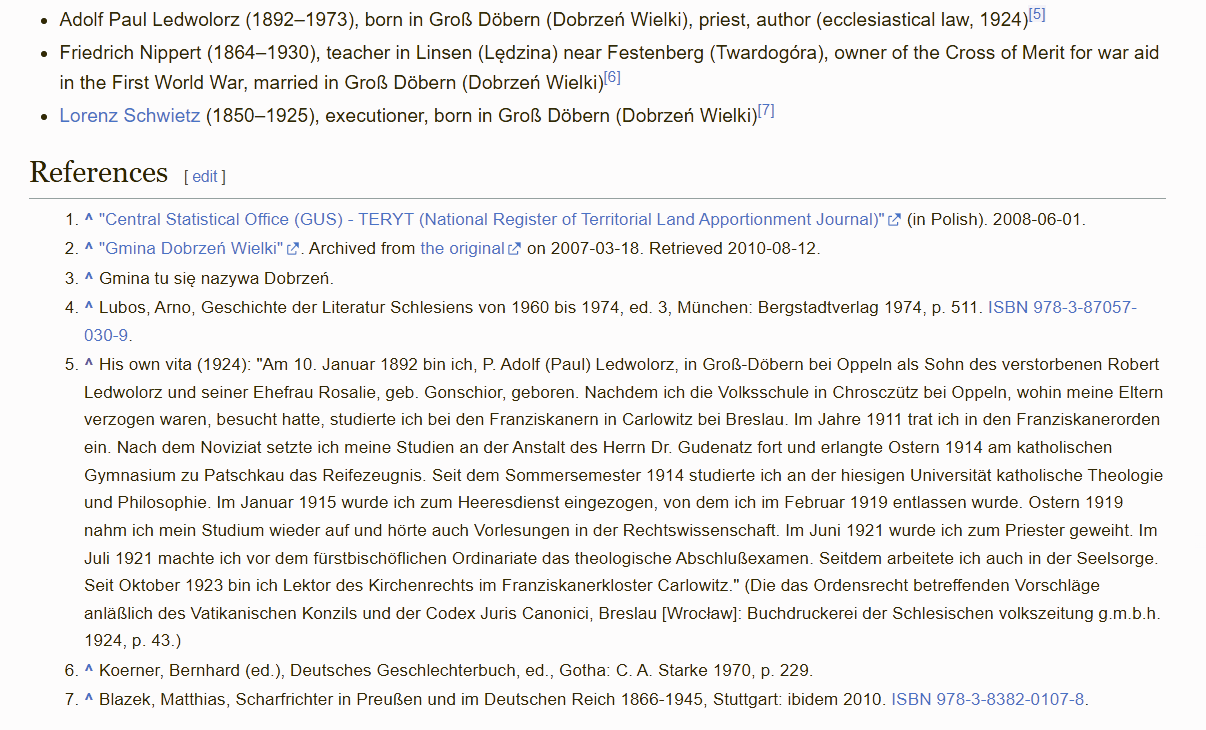 • Adolf Paul Ledwolorz (1892–1973), born in Groß Döbern (Dobrzeń Wielki), priest, author (ecclesiastical law, 1924)[5]
• Friedrich Nippert (1864–1930), teacher in Linsen (Lędzina) near Festenberg (Twardogóra), owner of the Cross of Merit for war aid
in the First World War, married in Groß Döbern (Dobrzeń Wielki)[6]
• Lorenz Schwietz (1850–1925), executioner, born in Groß Döbern (Dobrzeń Wielki)[7]
References [ edit ]
1. ^ "Central Statistical Office (GUS) - TERYT (National Register of Territorial Land Apportionment Journal)" (in Polish). 2008-06-01.
2. ^ "Gmina Dobrzeń Wielki". Archived from the original on 2007-03-18. Retrieved 2010-08-12.
3. ^ Gmina tu się nazywa Dobrzeń.
4. ^ Lubos, Arno, Geschichte der Literatur Schlesiens von 1960 bis 1974, ed. 3, München: Bergstadtverlag 1974, p. 511. ISBN 978-3-87057-
030-9.
5. ^ His own vita (1924): "Am 10. Januar 1892 bin ich, P. Adolf (Paul) Ledwolorz, in Groß-Döbern bei Oppeln als Sohn des verstorbenen Robert
Ledwolorz und seiner Ehefrau Rosalie, geb. Gonschior, geboren. Nachdem ich die Volksschule in Chrosczütz bei Oppeln, wohin meine Eltern
verzogen waren, besucht hatte, studierte ich bei den Franziskanern in Carlowitz bei Breslau. Im Jahre 1911 trat ich in den Franziskanerorden
ein. Nach dem Noviziat setzte ich meine Studien an der Anstalt des Herrn Dr. Gudenatz fort und erlangte Ostern 1914 am katholischen
Gymnasium zu Patschkau das Reifezeugnis. Seit dem Sommersemester 1914 studierte ich an der hiesigen Universität katholische Theologie
und Philosophie. Im Januar 1915 wurde ich zum Heeresdienst eingezogen, von dem ich im Februar 1919 entlassen wurde. Ostern 1919
nahm ich mein Studium wieder auf und hörte auch Vorlesungen in der Rechtswissenschaft. Im Juni 1921 wurde ich zum Priester geweiht. Im
Juli 1921 machte ich vor dem fürstbischöflichen Ordinariate das theologische Abschlußexamen. Seitdem arbeitete ich auch in der Seelsorge.
Seit Oktober 1923 bin ich Lektor des Kirchenrechts im Franziskanerkloster Carlowitz." (Die das Ordensrecht betreffenden Vorschläge
anläßlich des Vatikanischen Konzils und der Codex Juris Canonici, Breslau [Wrocław]: Buchdruckerei der Schlesischen volkszeitung g.m.b.h.
1924, p. 43.)
6. ^ Koerner, Bernhard (ed.), Deutsches Geschlechterbuch, ed., Gotha: C. A. Starke 1970, p. 229.
7. ^ Blazek, Matthias, Scharfrichter in Preußen und im Deutschen Reich 1866-1945, Stuttgart: ibidem 2010. ISBN 978-3-8382-0107-8.